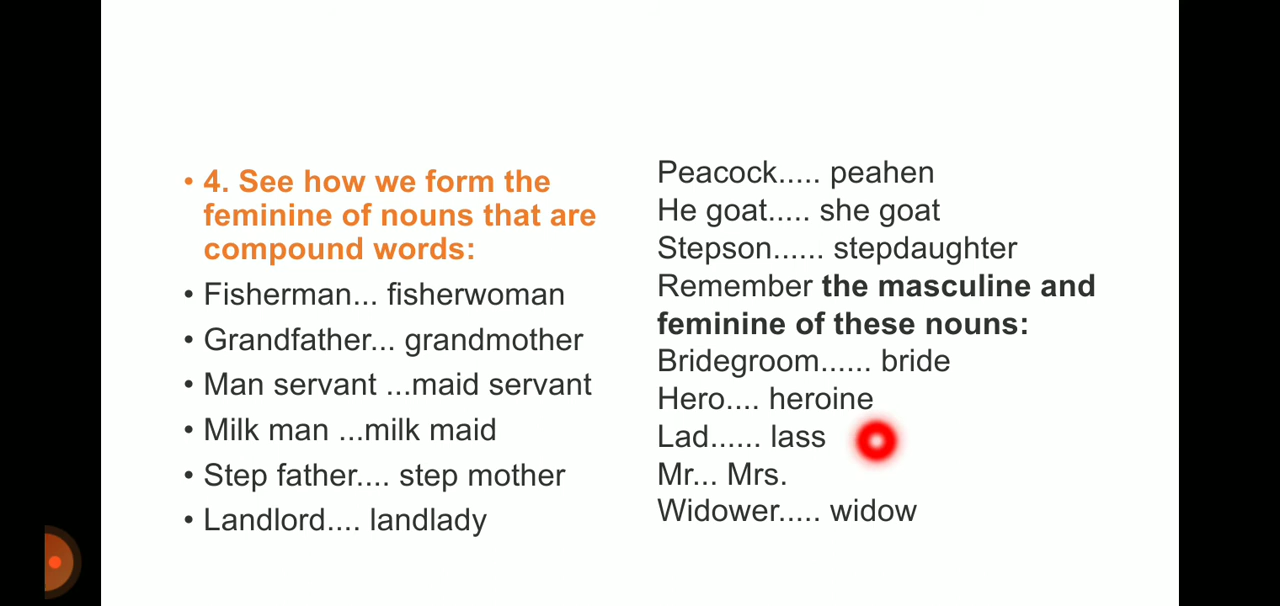 • 4. See how we form the
feminine of nouns that are
compound words:
• Fisherman... fisherwoman
• Grandfather... grandmother
• Man servant ...maid servant
• Milk man ...milk maid
• Step father.... step mother
• Landlord.... landlady
Peacock..... peahen
He goat..... she goat
Stepson...... stepdaughter
Remember the masculine and
feminine of these nouns:
Bridegroom...... bride
Hero.... heroine
Lad...... lass
Mr... Mrs.
Widower..... widow